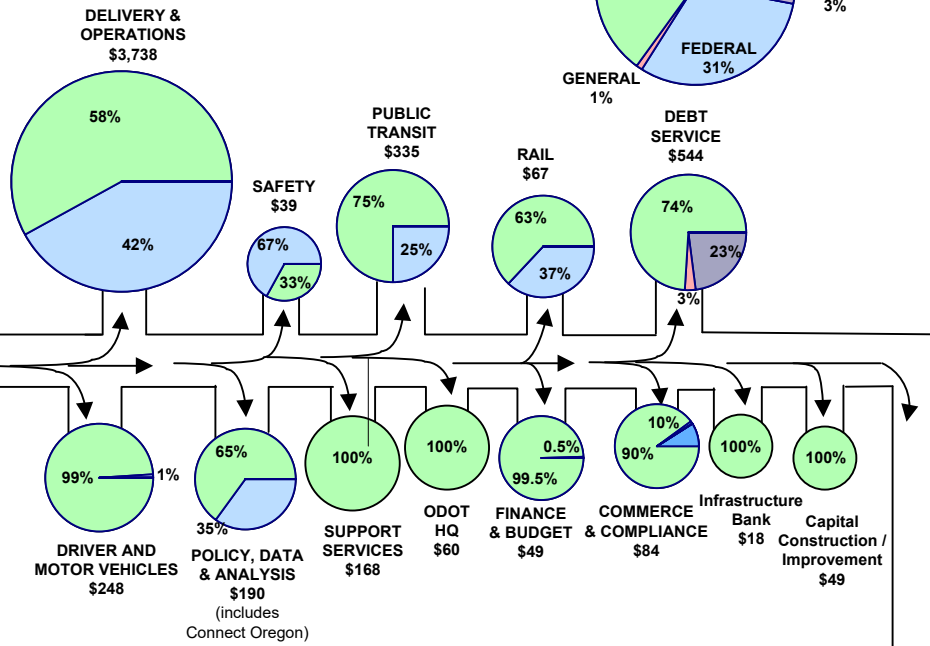 3%
FEDERAL
31%
GENERAL
1%
DELIVERY &
OPERATIONS
$3,738
58%
42%
SAFETY
$39
67%
33%
PUBLIC
TRANSIT
$335
75%
25%
RAIL
$67
63%
37%
DEBT
SERVICE
$544
74%
23%
3%
99%
1%
DRIVER AND
MOTOR VEHICLES
$248
65%
35%
POLICY, DATA
& ANALYSIS
$190
(includes
Connect Oregon)
100%
SUPPORT
SERVICES
$168
100%
ODOT
HQ
$60
0.5%
99.5%
FINANCE
& BUDGET
$49
10%
90%
COMMERCE
& COMPLIANCE
$84
100%
Infrastructure
Bank
$18
100%
Capital
Construction /
Improvement
$49